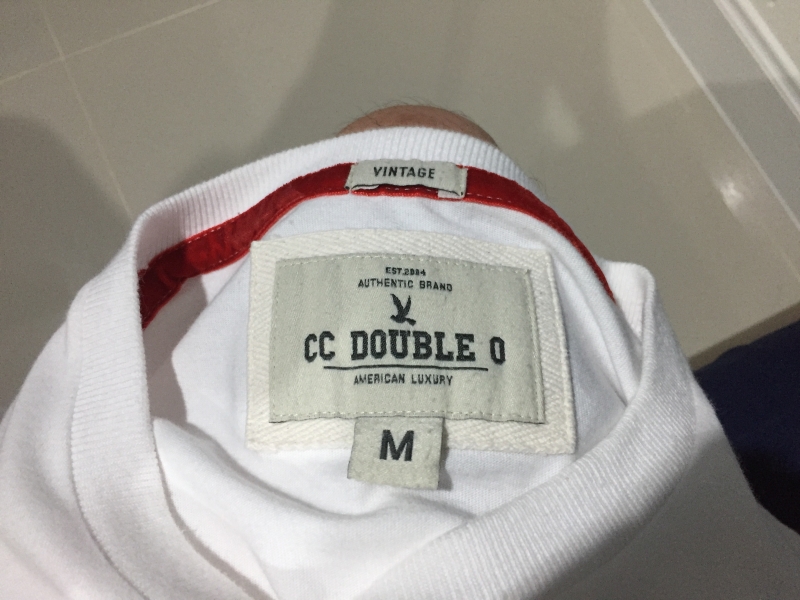 VINTAGE
EST.2004
AUTHENTIC BRAND
CC DOUBLE O
AMERICAN LUXURY
M